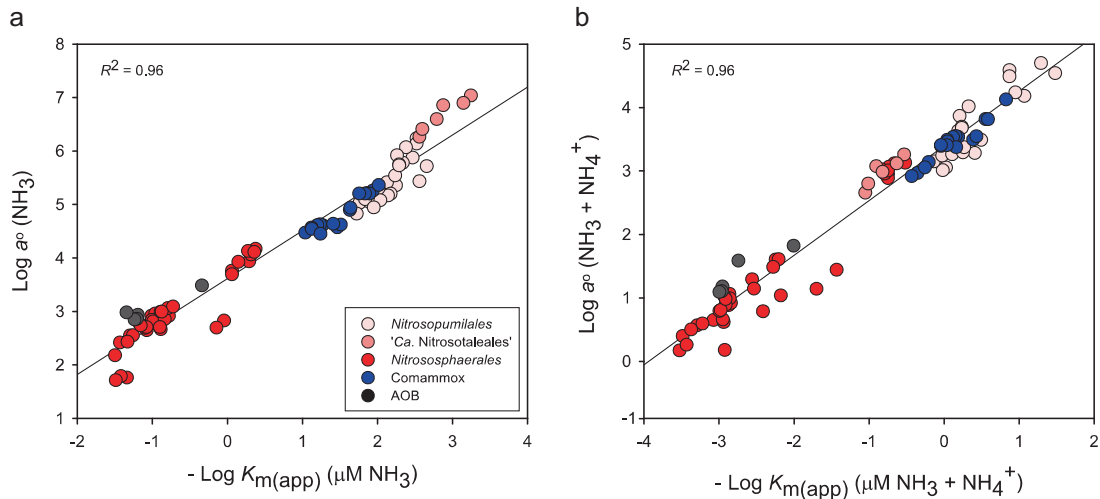 a
8
7
6
5
4
3
2
1
-2
-1
0
1
2
3
4
R² = 0.96
Log aᵒ (NH₃)
- Log Kₘ₍ₐₚₚ₎ (μM NH₃)
Nitrosopumilales
'Ca. Nitrosotaleales'
Nitrososphaerales
Comammox
AOB
b
5
4
3
2
1
0
-1
-4
-3
-2
-1
0
1
2
R² = 0.96
Log aᵒ (NH₃ + NH₄⁺)
- Log Kₘ₍ₐₚₚ₎ (μM NH₃ + NH₄⁺)